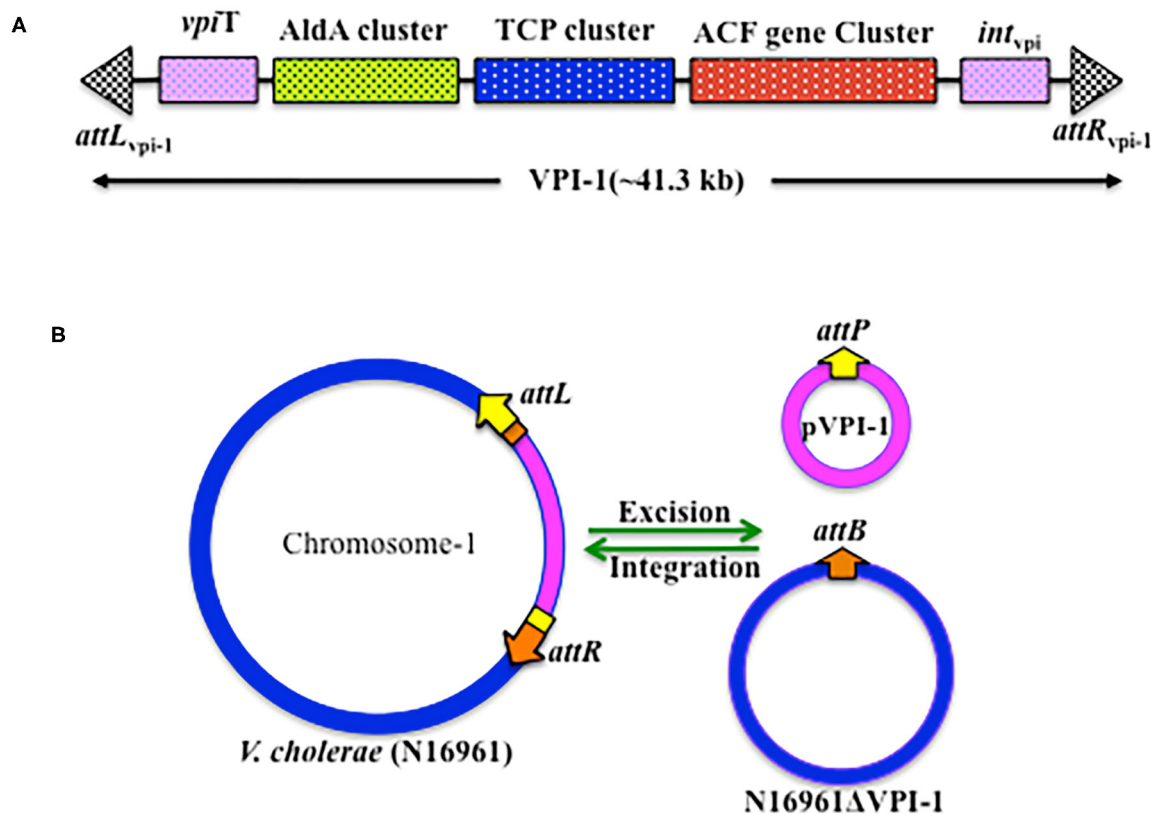 A
vpiT AldA cluster TCP cluster ACF gene Cluster intvpi
attLvpi-1 attRvpi-1
VPI-1(~41.3 kb)
B
attP
attL
pVPI-1
Excision
Chromosome-1
attB
Integration
attR
V. cholerae (N16961)
N16961ΔVPI-1